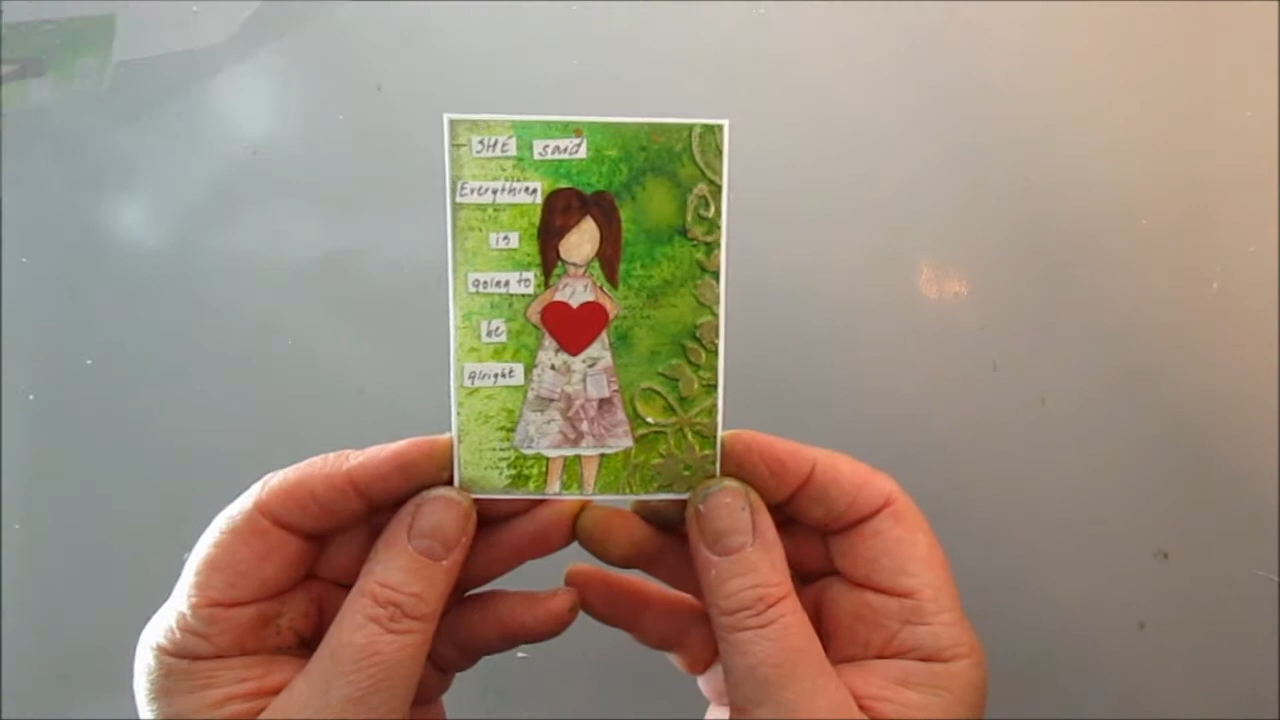 SHE said
Everything
is
going to
be
alright